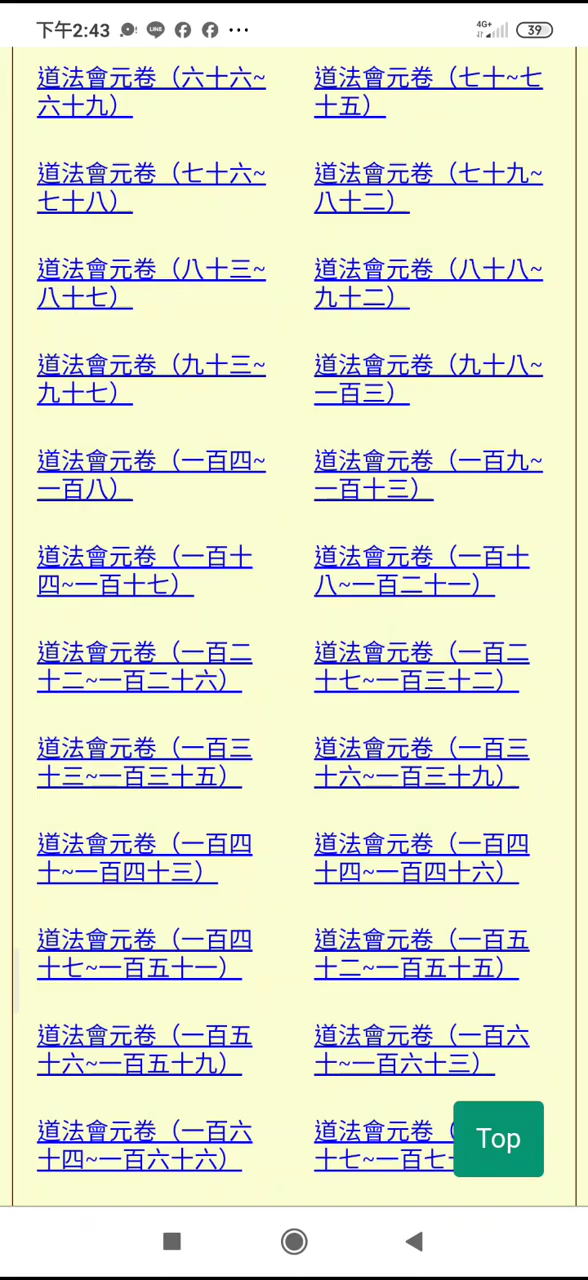 下午2:43
4G+
39
道法會元卷（六十六~
六十九）
道法會元卷（七十~七
十五）
道法會元卷（七十六~
七十八）
道法會元卷（七十九~
八十二）
道法會元卷（八十三~
八十七）
道法會元卷（八十八~
九十二）
道法會元卷（九十三~
九十七）
道法會元卷（九十八~
一百三）
道法會元卷（一百四~
一百八）
道法會元卷（一百九~
一百十三）
道法會元卷（一百十
四~一百十七）
道法會元卷（一百十
八~一百二十一）
道法會元卷（一百二
十二~一百二十六）
道法會元卷（一百二
十七~一百三十二）
道法會元卷（一百三
十三~一百三十五）
道法會元卷（一百三
十六~一百三十九）
道法會元卷（一百四
十~一百四十三）
道法會元卷（一百四
十四~一百四十六）
道法會元卷（一百四
十七~一百五十一）
道法會元卷（一百五
十二~一百五十五）
道法會元卷（一百五
十六~一百五十九）
道法會元卷（一百六
十~一百六十三）
道法會元卷（一百六
十四~一百六十六）
道法會元卷（
十七~一百七
Top